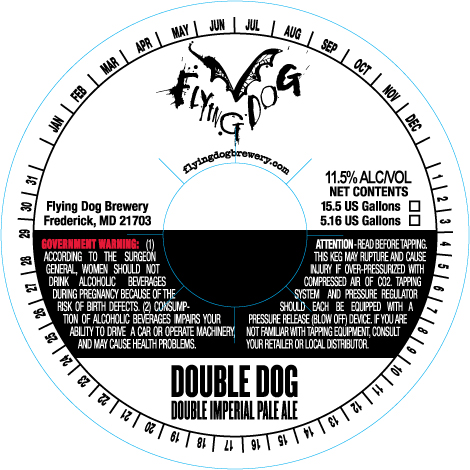 JAN FEB MAR APR MAY JUN JUL AUG SEP OCT NOV DEC
FLYING DOG
flyingdogbrewery.com
Flying Dog Brewery
Frederick, MD 21703
11.5% ALC/VOL
NET CONTENTS
15.5 US Gallons
5.16 US Gallons
GOVERNMENT WARNING: (1)
ACCORDING TO THE SURGEON
GENERAL, WOMEN SHOULD NOT
DRINK ALCOHOLIC BEVERAGES
DURING PREGNANCY BECAUSE OF THE
RISK OF BIRTH DEFECTS. (2) CONSUMP-
TION OF ALCOHOLIC BEVERAGES IMPAIRS YOUR
ABILITY TO DRIVE A CAR OR OPERATE MACHINERY,
AND MAY CAUSE HEALTH PROBLEMS.
ATTENTION - READ BEFORE TAPPING.
THIS KEG MAY RUPTURE AND CAUSE
INJURY IF OVER-PRESSURIZED WITH
COMPRESSED AIR OF CO2. TAPPING
SYSTEM AND PRESSURE REGULATOR
SHOULD EACH BE EQUIPPED WITH A
PRESSURE RELEASE (BLOW OFF) DEVICE. IF YOU ARE
NOT FAMILIAR WITH TAPPING EQUIPMENT, CONSULT
YOUR RETAILER OR LOCAL DISTRIBUTOR.
DOUBLE DOG
DOUBLE IMPERIAL PALE ALE
1 2 3 4 5 6 7 8 9 10 11 12 13 14 15 16 17 18 19 20 21 22 23 24 25 26 27 28 29 30 31